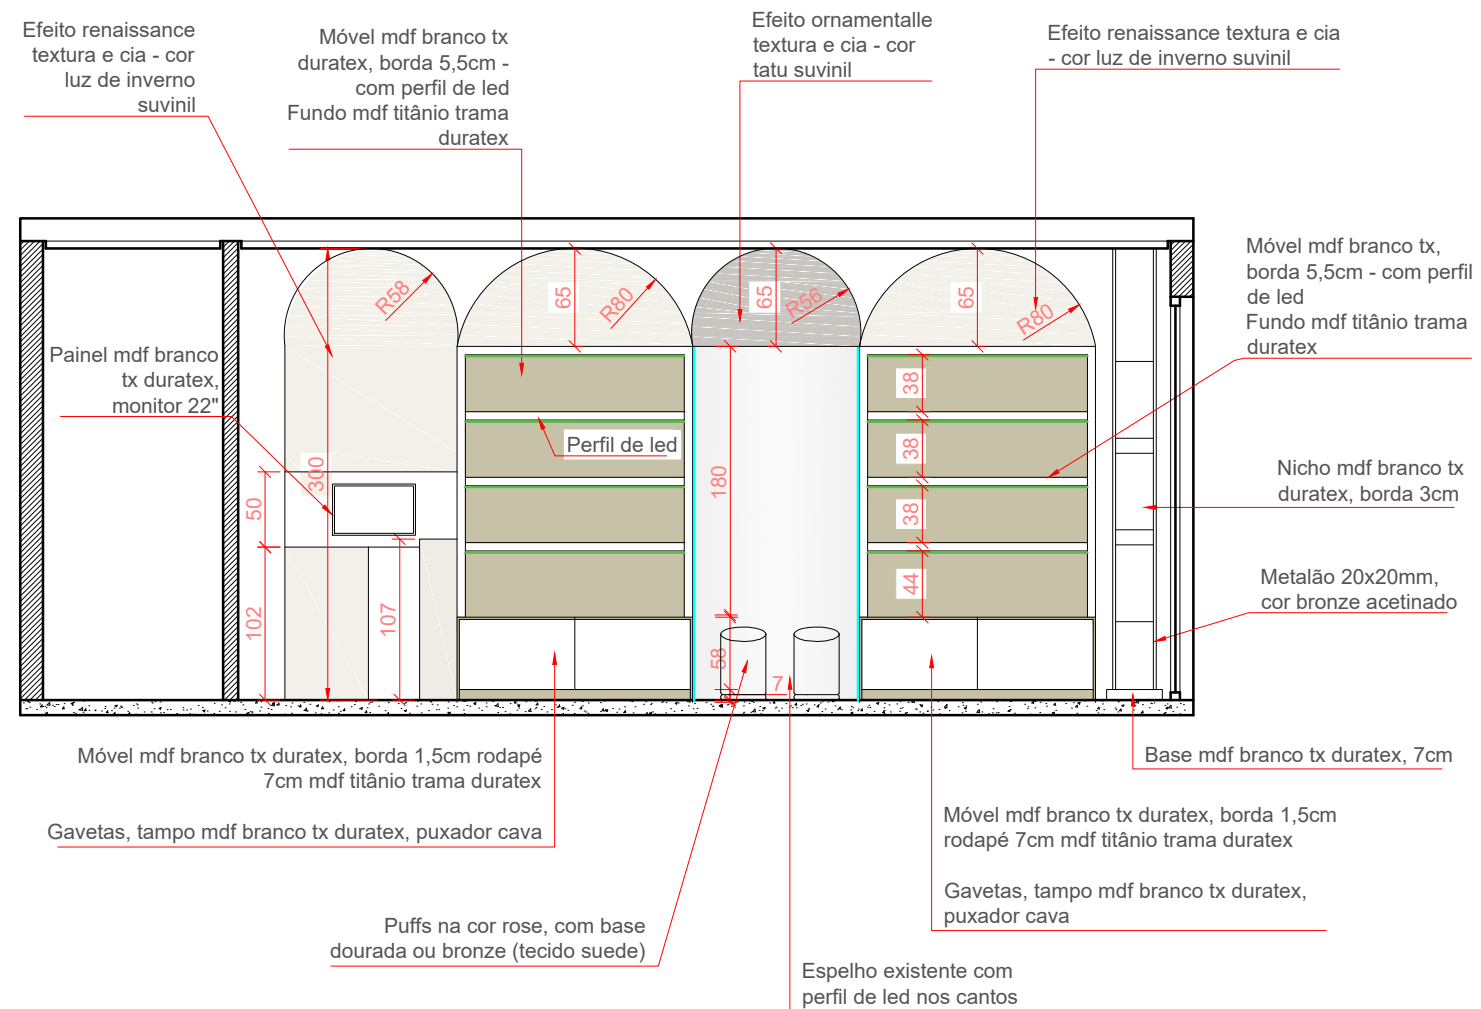 Efeito renaissance
textura e cia - cor
luz de inverno
suvinil
Móvel mdf branco tx
duratex, borda 5,5cm -
com perfil de led
Fundo mdf titânio trama
duratex
Efeito ornamentalle
textura e cia - cor
tatu suvinil
Efeito renaissance textura e cia
- cor luz de inverno suvinil
Móvel mdf branco tx,
borda 5,5cm - com perfil
de led
Fundo mdf titânio trama
duratex
Painel mdf branco
tx duratex,
monitor 22"
R58
65
R80
65
R56
65
R80
300
50
102
107
Perfil de led
180
58
7
38
38
38
44
Nicho mdf branco tx
duratex, borda 3cm
Metalão 20x20mm,
cor bronze acetinado
Base mdf branco tx duratex, 7cm
Móvel mdf branco tx duratex, borda 1,5cm rodapé
7cm mdf titânio trama duratex
Gavetas, tampo mdf branco tx duratex, puxador cava
Móvel mdf branco tx duratex, borda 1,5cm
rodapé 7cm mdf titânio trama duratex
Gavetas, tampo mdf branco tx duratex,
puxador cava
Puffs na cor rose, com base
dourada ou bronze (tecido suede)
Espelho existente com
perfil de led nos cantos